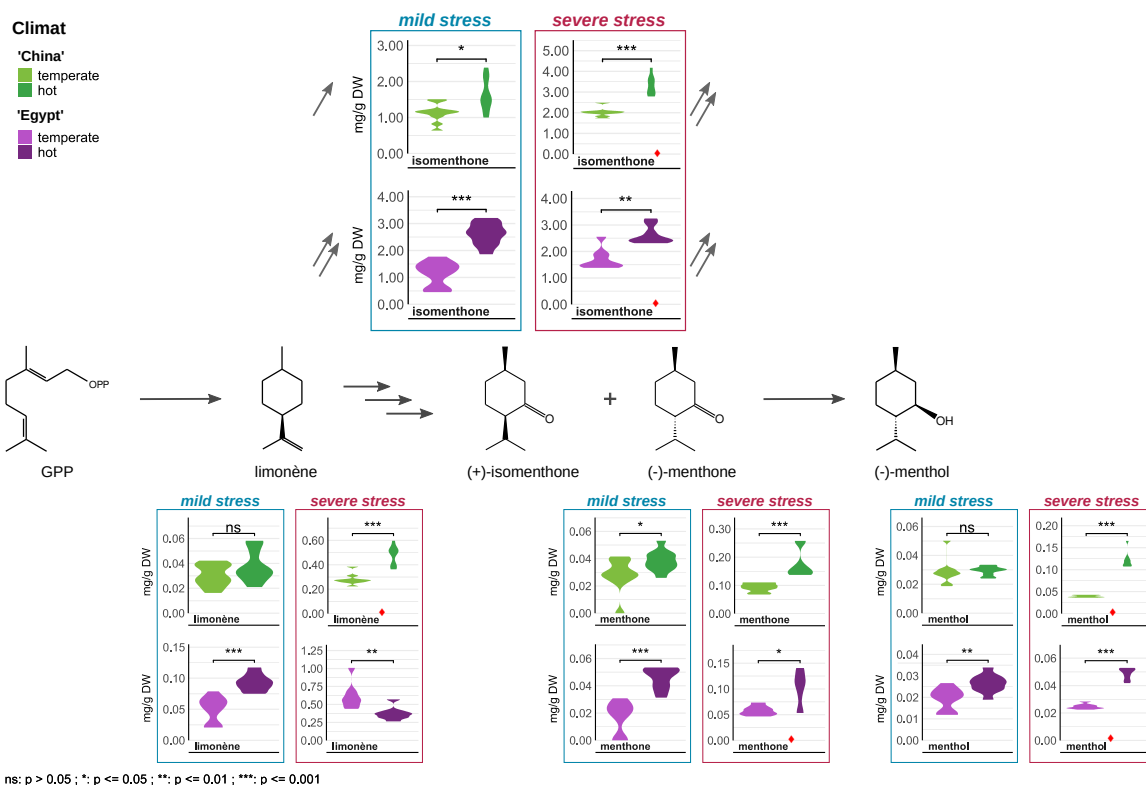 Climat
'China'
temperate
hot
'Egypt'
temperate
hot
mild stress
severe stress
mg/g DW
3.00
2.00
1.00
0.00
*
isomenthone
5.00
4.00
3.00
2.00
1.00
0.00
***
isomenthone
mg/g DW
4.00
3.00
2.00
1.00
0.00
***
isomenthone
4.00
3.00
2.00
1.00
0.00
**
isomenthone
OPP
O
+
O
OH
GPP
limonène
(+)-isomenthone
(-)-menthone
(-)-menthol
mild stress
severe stress
mg/g DW
0.06
0.04
0.02
0.00
ns
limonène
0.60
0.40
0.20
0.00
***
limonène
mg/g DW
0.15
0.10
0.05
0.00
***
limonène
1.25
1.00
0.75
0.50
0.25
0.00
**
limonène
mild stress
severe stress
mg/g DW
0.06
0.04
0.02
0.00
*
menthone
0.30
0.20
0.10
0.00
***
menthone
mg/g DW
0.06
0.04
0.02
0.00
***
menthone
0.15
0.10
0.05
0.00
*
menthone
mild stress
severe stress
mg/g DW
0.06
0.04
0.02
0.00
ns
menthol
0.20
0.15
0.10
0.05
0.00
***
menthol
mg/g DW
0.04
0.03
0.02
0.01
0.00
**
menthol
0.06
0.04
0.02
0.00
***
menthol
ns: p > 0.05 ; *: p <= 0.05 ; **: p <= 0.01 ; ***: p <= 0.001